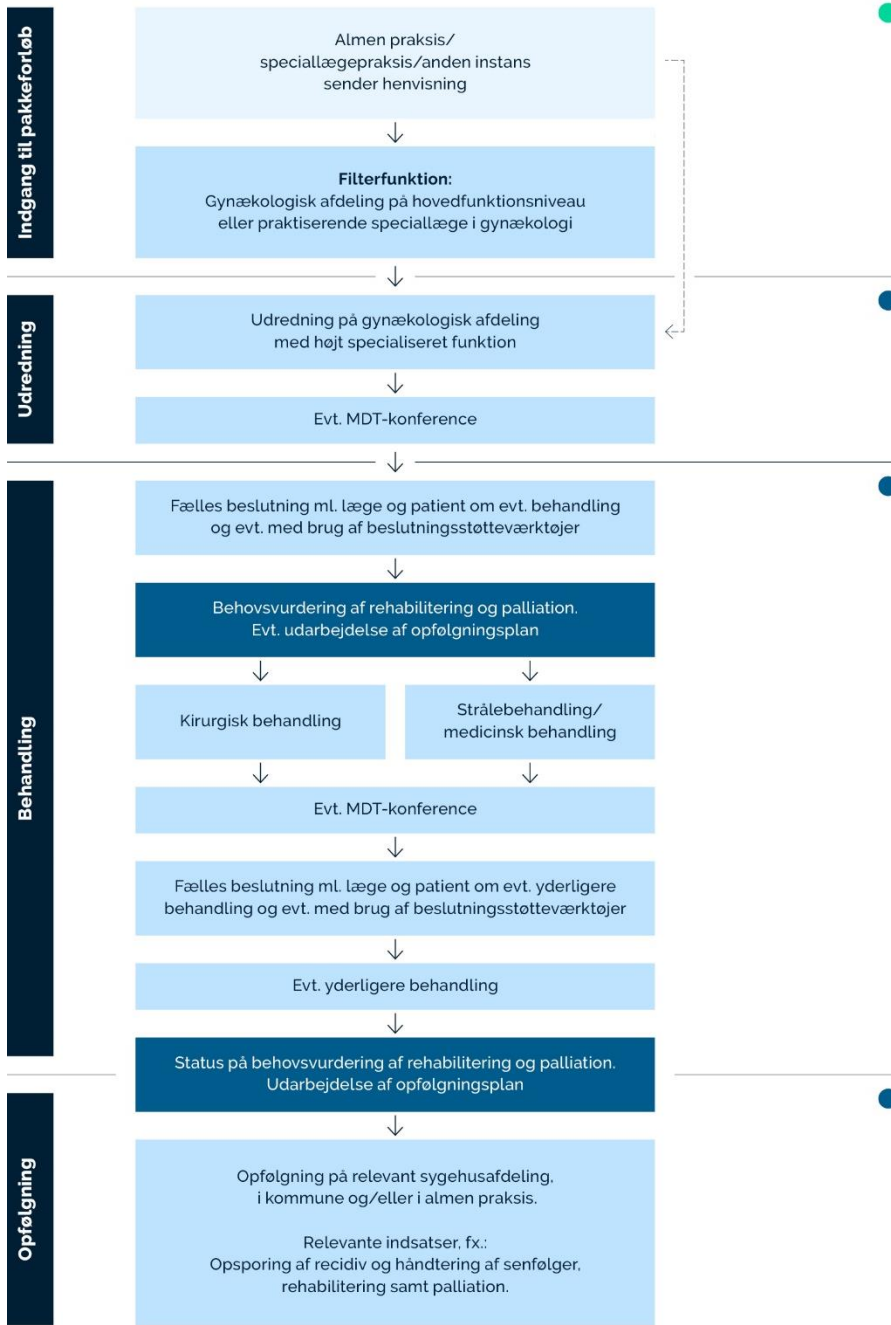 Indgang til pakkeforløb
Almen praksis/
speciallægepraksis/anden instans
sender henvisning
Filterfunktion:
Gynækologisk afdeling på hovedfunktionsniveau
eller praktiserende speciallæge i gynækologi
Udredning
Udredning på gynækologisk afdeling
med højt specialiseret funktion
Evt. MDT-konference
Behandling
Fælles beslutning ml. læge og patient om evt. behandling
og evt. med brug af beslutningsstøtteværktøjer
Behovsvurdering af rehabilitering og palliation.
Evt. udarbejdelse af opfølgningsplan
Kirurgisk behandling
Strålebehandling/
medicinsk behandling
Evt. MDT-konference
Fælles beslutning ml. læge og patient om evt. yderligere
behandling og evt. med brug af beslutningsstøtteværktøjer
Evt. yderligere behandling
Status på behovsvurdering af rehabilitering og palliation.
Udarbejdelse af opfølgningsplan
Opfølgning
Opfølgning på relevant sygehusafdeling,
i kommune og/eller i almen praksis.
Relevante indsatser, fx.:
Opsporing af recidiv og håndtering af senfølger,
rehabilitering samt palliation.